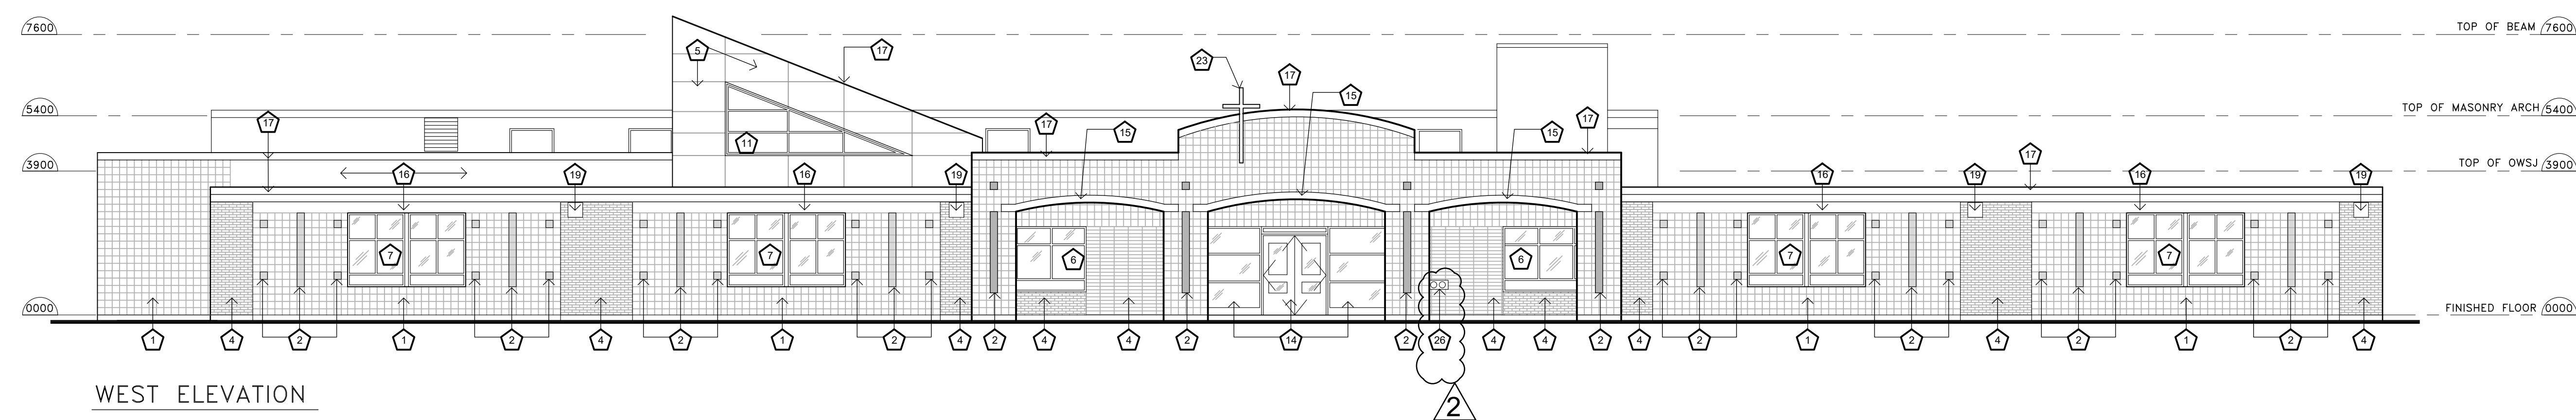 7600 TOP OF BEAM 7600
5 17 23 17
5400 TOP OF MASONRY ARCH 5400
15
17 17 15 15 17
11
3900 TOP OF OWSJ 3900
17
16 19 16 19 16 19 16 19
7 7 6 6 7 7
26
0000 FINISHED FLOOR 0000
1 4 2 1 2 4 2 1 2 4 2 4 4 2 14 2 26 4 4 2 4 2 1 2 4 2 1 2 4
WEST ELEVATION
2